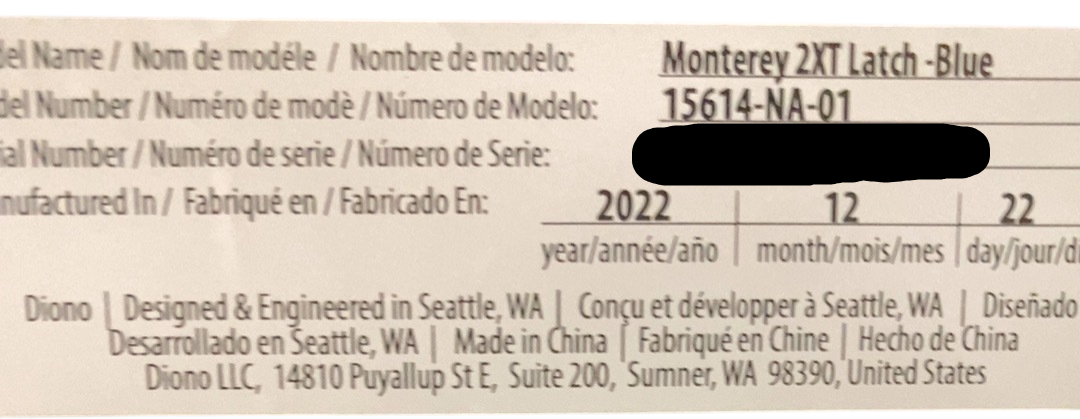 del Name / Nom de modéle / Nombre de modelo: Monterey 2XT Latch -Blue
del Number / Numéro de modè / Número de Modelo: 15614-NA-01
ial Number / Numéro de serie / Número de Serie:
nufactured In / Fabriqué en / Fabricado En: 2022 | 12 | 22
year/année/año | month/mois/mes | day/jour/dí
Diono | Designed & Engineered in Seattle, WA | Conçu et développer à Seattle, WA | Diseñado
Desarrollado en Seattle, WA | Made in China | Fabriqué en Chine | Hecho de China
Diono LLC, 14810 Puyallup St E, Suite 200, Sumner, WA 98390, United States